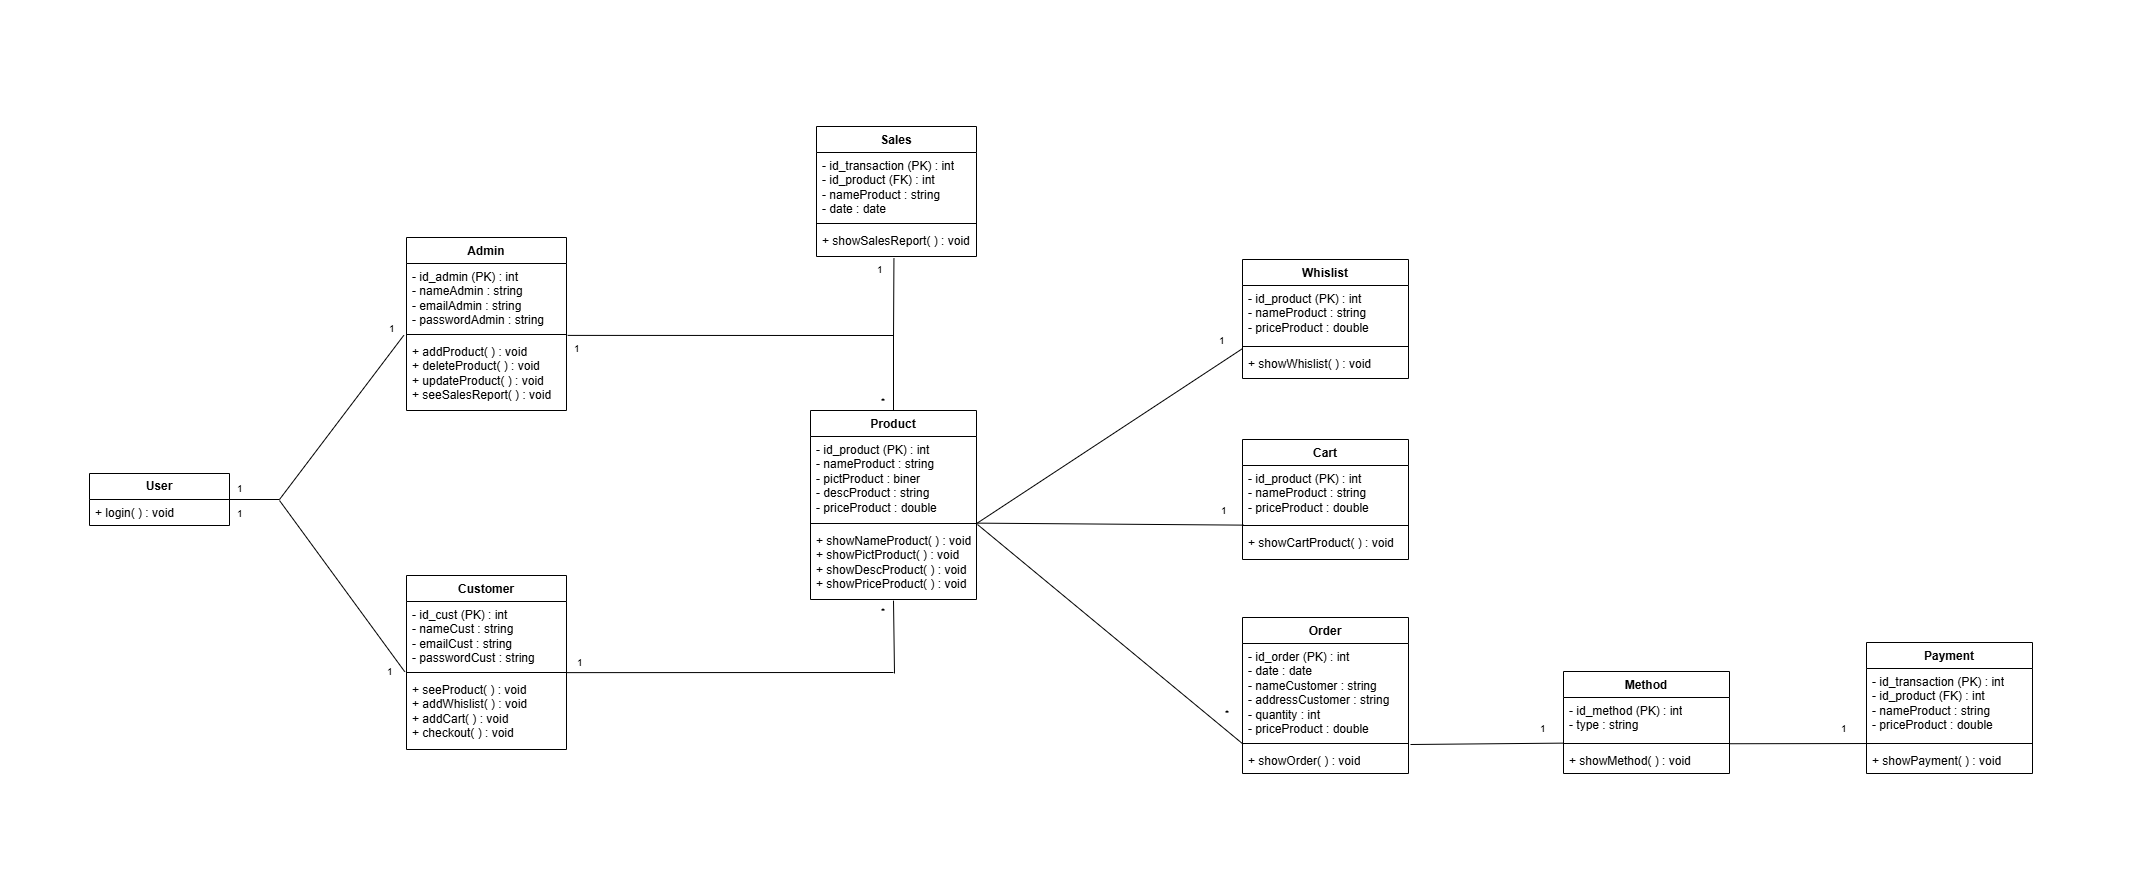 User
+ login( ) : void
1
1
Admin
- id_admin (PK) : int
- nameAdmin : string
- emailAdmin : string
- passwordAdmin : string
+ addProduct( ) : void
+ deleteProduct( ) : void
+ updateProduct( ) : void
+ seeSalesReport( ) : void
1
1
Customer
- id_cust (PK) : int
- nameCust : string
- emailCust : string
- passwordCust : string
+ seeProduct( ) : void
+ addWhislist( ) : void
+ addCart( ) : void
+ checkout( ) : void
1
1
Sales
- id_transaction (PK) : int
- id_product (FK) : int
- nameProduct : string
- date : date
+ showSalesReport( ) : void
1
*
Product
- id_product (PK) : int
- nameProduct : string
- pictProduct : biner
- descProduct : string
- priceProduct : double
+ showNameProduct( ) : void
+ showPictProduct( ) : void
+ showDescProduct( ) : void
+ showPriceProduct( ) : void
*
Whislist
- id_product (PK) : int
- nameProduct : string
- priceProduct : double
+ showWhislist( ) : void
1
Cart
- id_product (PK) : int
- nameProduct : string
- priceProduct : double
+ showCartProduct( ) : void
1
Order
- id_order (PK) : int
- date : date
- nameCustomer : string
- addressCustomer : string
- quantity : int
- priceProduct : double
+ showOrder( ) : void
*
Method
- id_method (PK) : int
- type : string
+ showMethod( ) : void
1
Payment
- id_transaction (PK) : int
- id_product (FK) : int
- nameProduct : string
- priceProduct : double
+ showPayment( ) : void
1